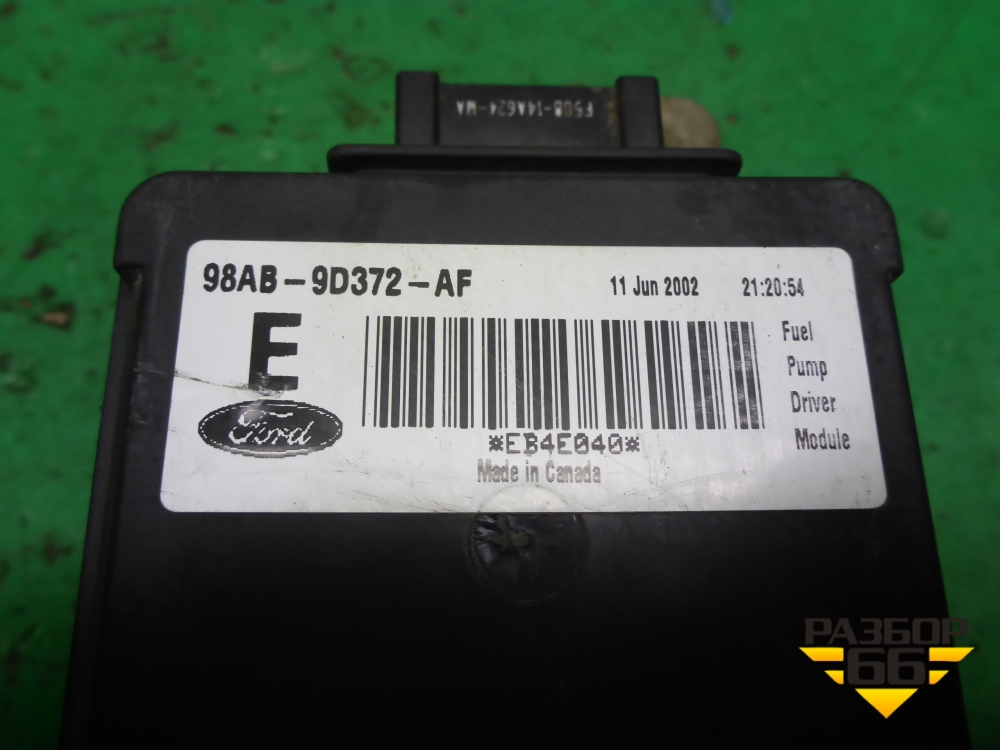 F5OB-14A624-MA
98AB-9D372-AF
11 Jun 2002 21:20:54
E
Fuel
Pump
Driver
Module
Ford
*EB4E040*
Made in Canada
РАЗБОР
66